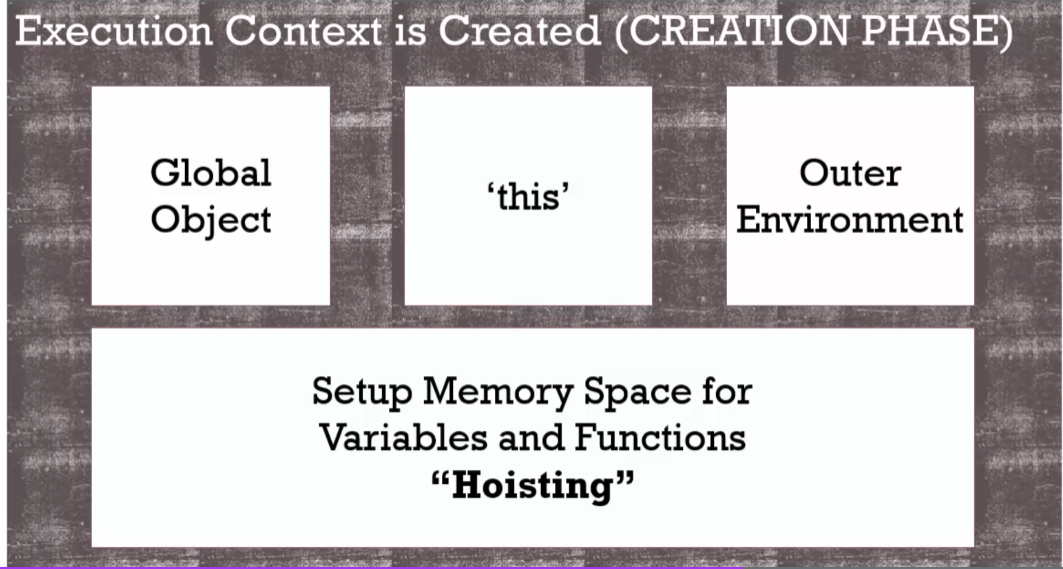 Execution Context is Created (CREATION PHASE)
Global
Object
‘this’
Outer
Environment
Setup Memory Space for
Variables and Functions
“Hoisting”